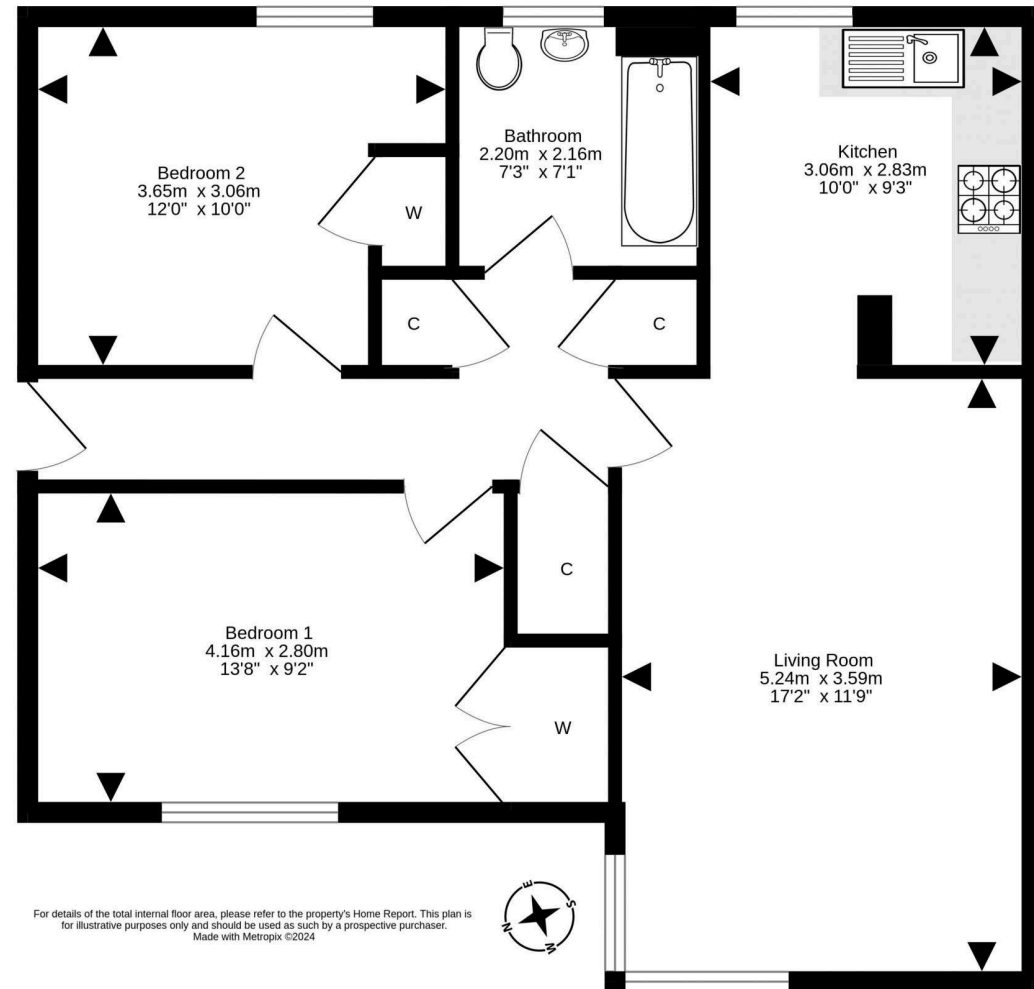 Bedroom 2
3.65m x 3.06m
12'0" x 10'0"
W
Bathroom
2.20m x 2.16m
7'3" x 7'1"
Kitchen
3.06m x 2.83m
10'0" x 9'3"
C
C
Bedroom 1
4.16m x 2.80m
13'8" x 9'2"
C
W
Living Room
5.24m x 3.59m
17'2" x 11'9"
E
S
N
W
For details of the total internal floor area, please refer to the property's Home Report. This plan is
for illustrative purposes only and should be used as such by a prospective purchaser.
Made with Metropix ©2024